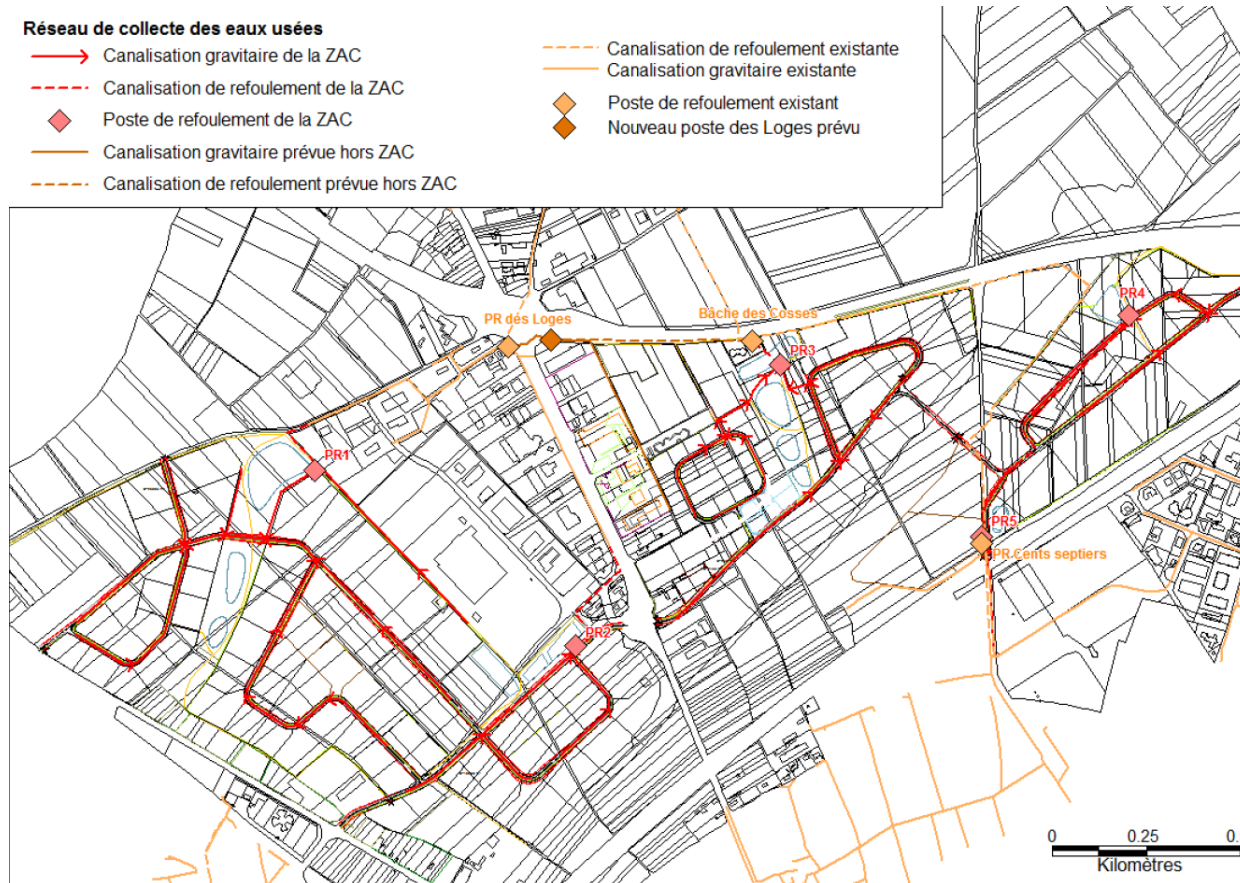 Réseau de collecte des eaux usées
Canalisation gravitaire de la ZAC
Canalisation de refoulement de la ZAC
Poste de refoulement de la ZAC
Canalisation gravitaire prévue hors ZAC
Canalisation de refoulement prévue hors ZAC
Canalisation de refoulement existante
Canalisation gravitaire existante
Poste de refoulement existant
Nouveau poste des Loges prévu
PR4
PR des Loges
Bâche des Cosses
PR3
PR1
PR5
PR Cents septiers
PR2
0 0.25 0.
Kilomètres